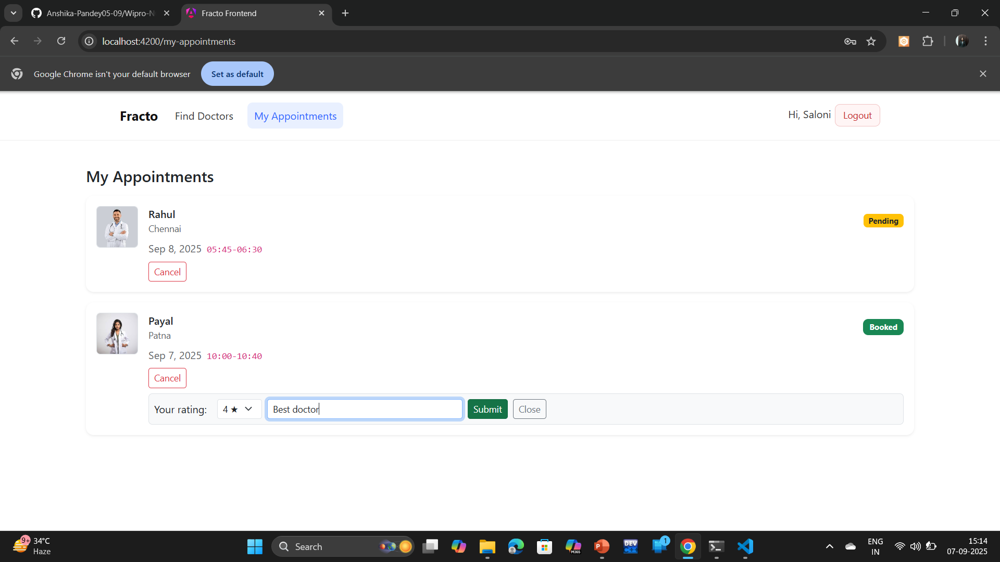 Anshika-Pandey05-09/Wipro-N
Fracto Frontend
localhost:4200/my-appointments
Google Chrome isn't your default browser
Set as default
Fracto
Find Doctors
My Appointments
Hi, Saloni
Logout
My Appointments
Rahul
Chennai
Pending
Sep 8, 2025 05:45-06:30
Cancel
Payal
Patna
Booked
Sep 7, 2025 10:00-10:40
Cancel
Your rating:
4 ★
Best doctor
Submit
Close
9+
34°C
Haze
Search
M365
P
DEV
1
ENG
IN
15:14
07-09-2025